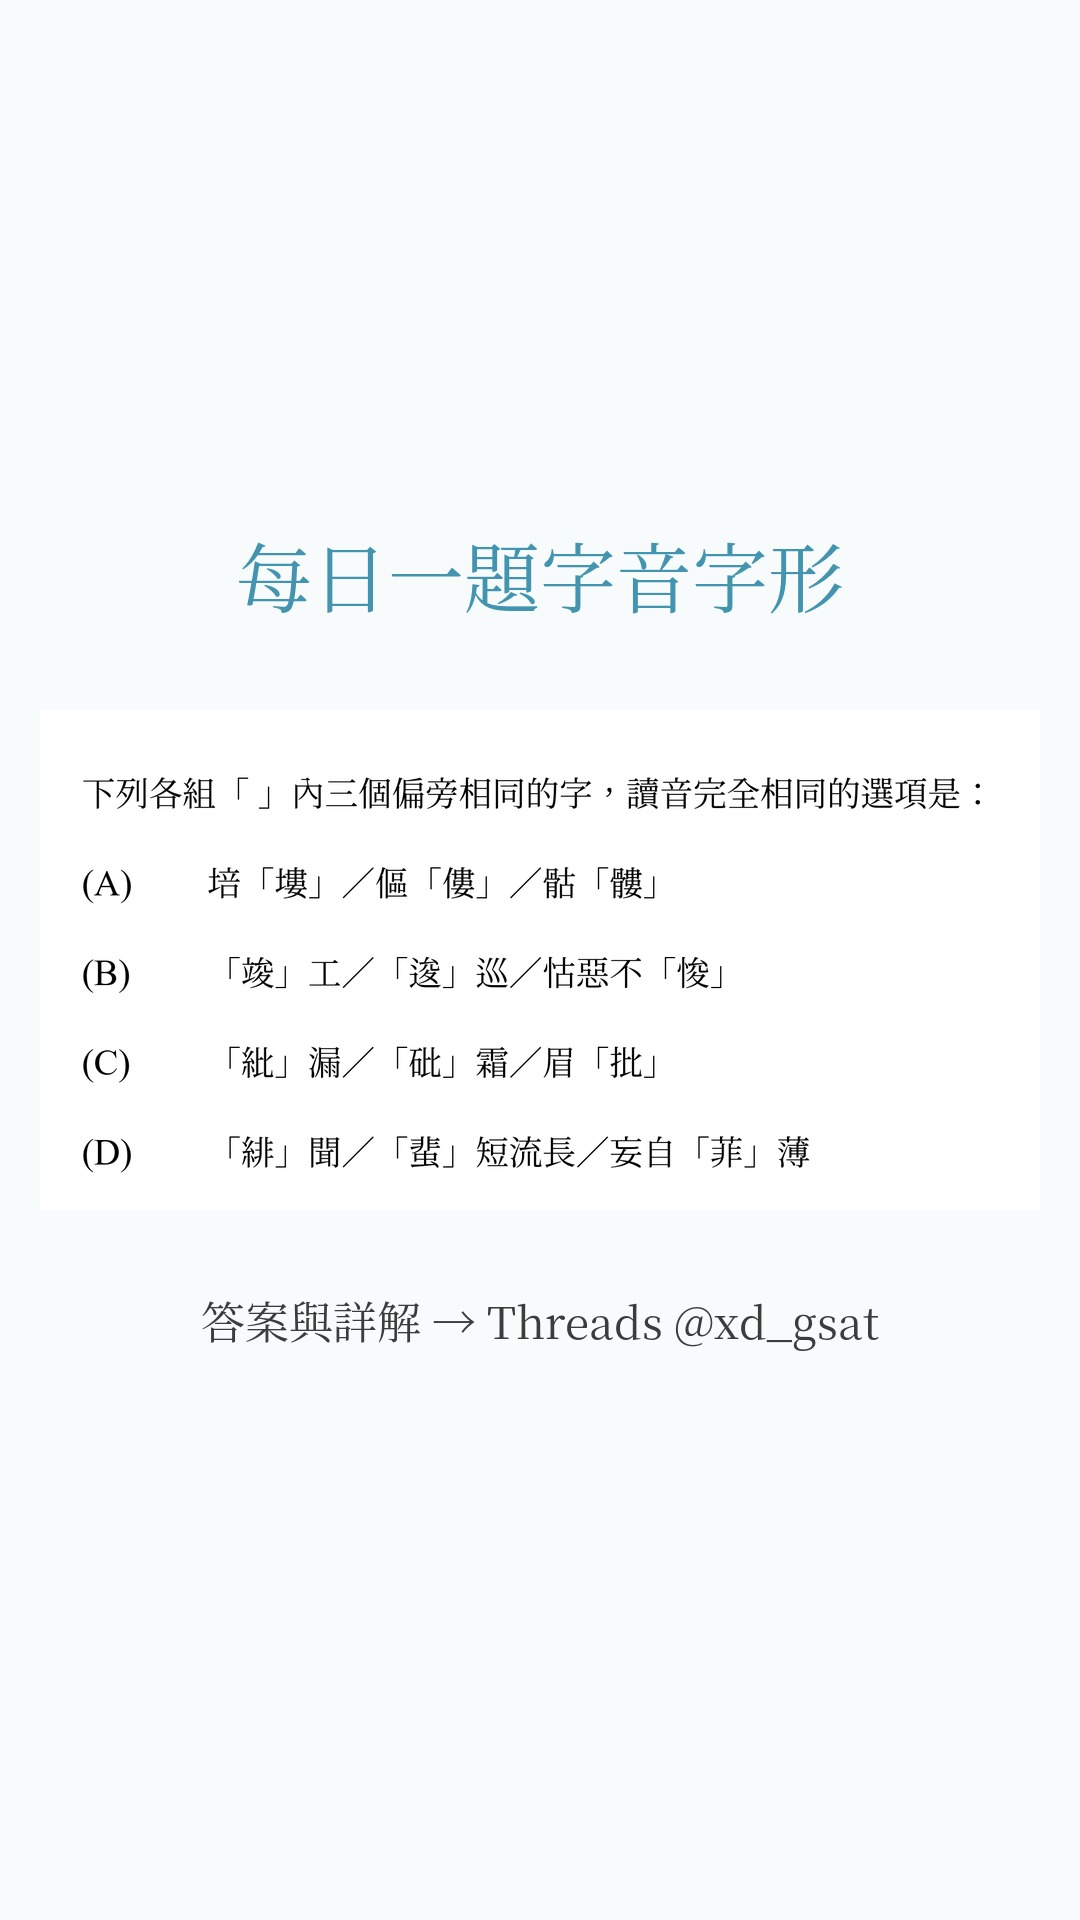 每日一題字音字形
下列各組「 」內三個偏旁相同的字，讀音完全相同的選項是：
(A) 培「塿」／傴「僂」／骷「髏」
(B) 「竣」工／「逡」巡／怙惡不「悛」
(C) 「紕」漏／「砒」霜／眉「批」
(D) 「緋」聞／「蜚」短流長／妄自「菲」薄
答案與詳解 → Threads @xd_gsat